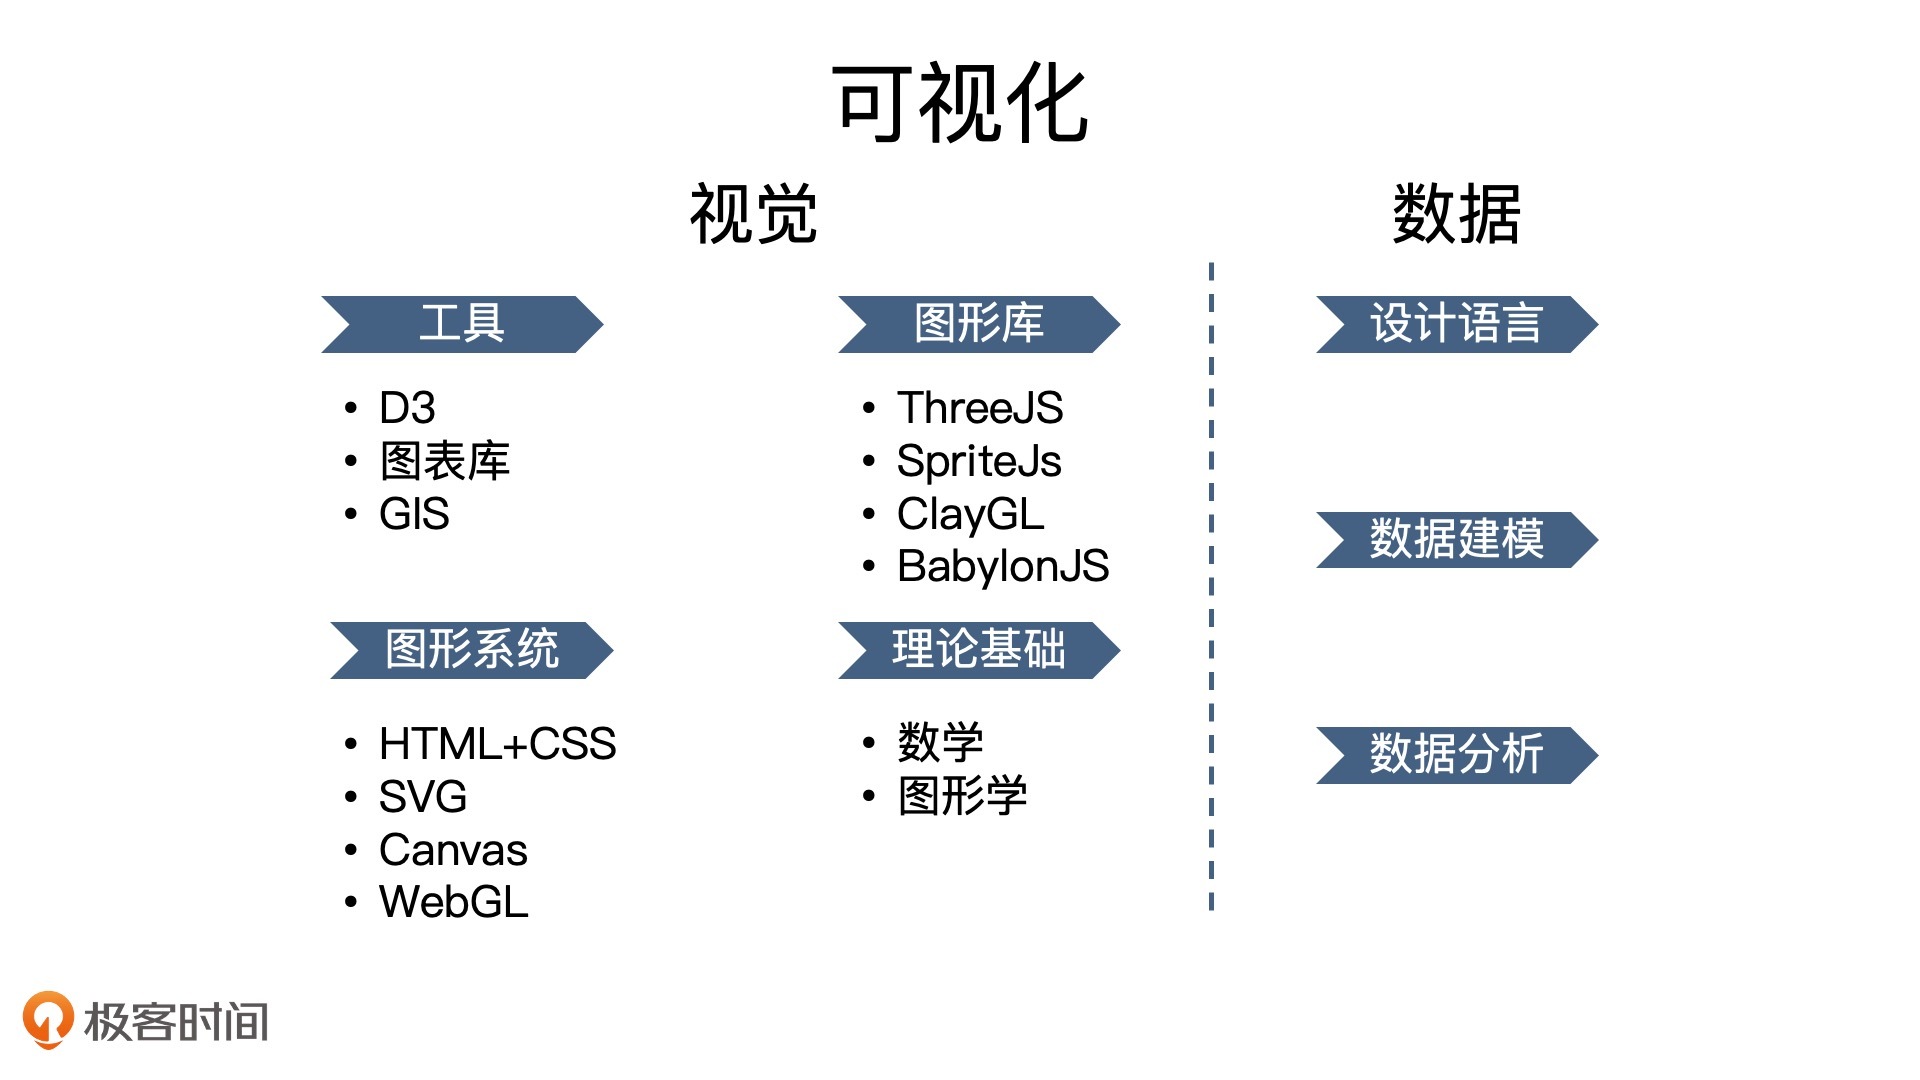 可视化
视觉
工具
• D3
• 图表库
• GIS
图形库
• ThreeJS
• SpriteJs
• ClayGL
• BabylonJS
图形系统
• HTML+CSS
• SVG
• Canvas
• WebGL
理论基础
• 数学
• 图形学
数据
设计语言
数据建模
数据分析
极客时间